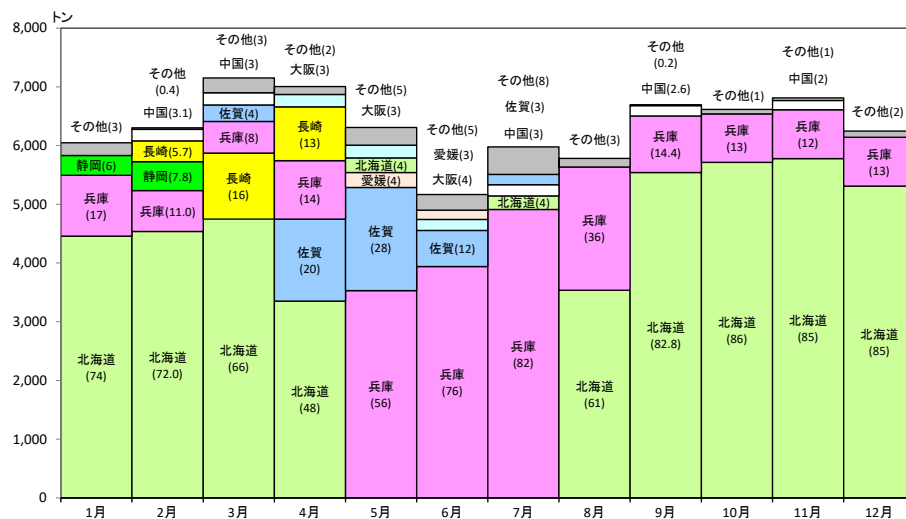 トン
8,000
7,000
6,000
5,000
4,000
3,000
2,000
1,000
0
その他(3)
静岡(6)
兵庫
(17)
北海道
(74)
1月
その他
(0.4)
中国(3.1)
長崎(5.7)
静岡(7.8)
兵庫(11.0)
北海道
(72.0)
2月
その他(3)
中国(3)
佐賀(4)
兵庫(8)
長崎
(16)
北海道
(66)
3月
その他(2)
大阪(3)
長崎
(13)
兵庫
(14)
佐賀
(20)
北海道
(48)
4月
その他(5)
大阪(3)
北海道(4)
愛媛(4)
佐賀
(28)
兵庫
(56)
5月
その他(5)
愛媛(3)
大阪(4)
佐賀(12)
兵庫
(76)
6月
その他(8)
佐賀(3)
中国(3)
北海道(4)
兵庫
(82)
7月
その他(3)
兵庫
(36)
北海道
(61)
8月
その他
(0.2)
中国(2.6)
兵庫
(14.4)
北海道
(82.8)
9月
その他(1)
兵庫
(13)
北海道
(86)
10月
その他(1)
中国(2)
兵庫
(12)
北海道
(85)
11月
その他(2)
兵庫
(13)
北海道
(85)
12月